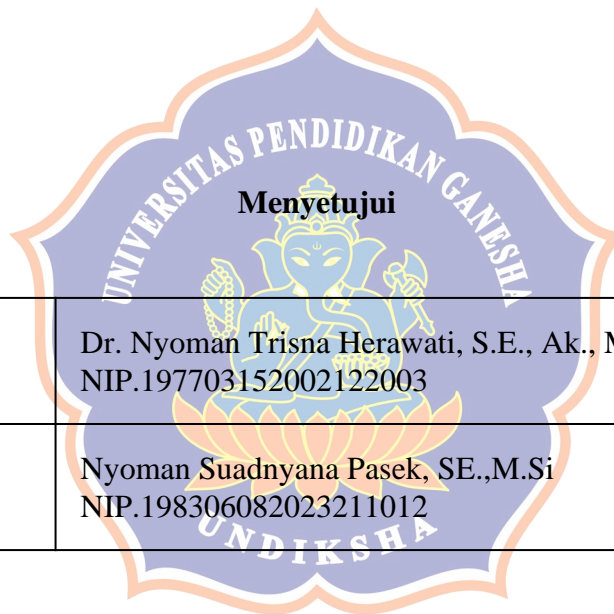 UNIVERSITAS PENDIDIKAN GANESHA
Menyetujui
Dr. Nyoman Trisna Herawati, S.E., Ak., M
NIP.197703152002122003
Nyoman Suadnyana Pasek, SE.,M.Si
NIP.198306082023211012
UNDIKSHA